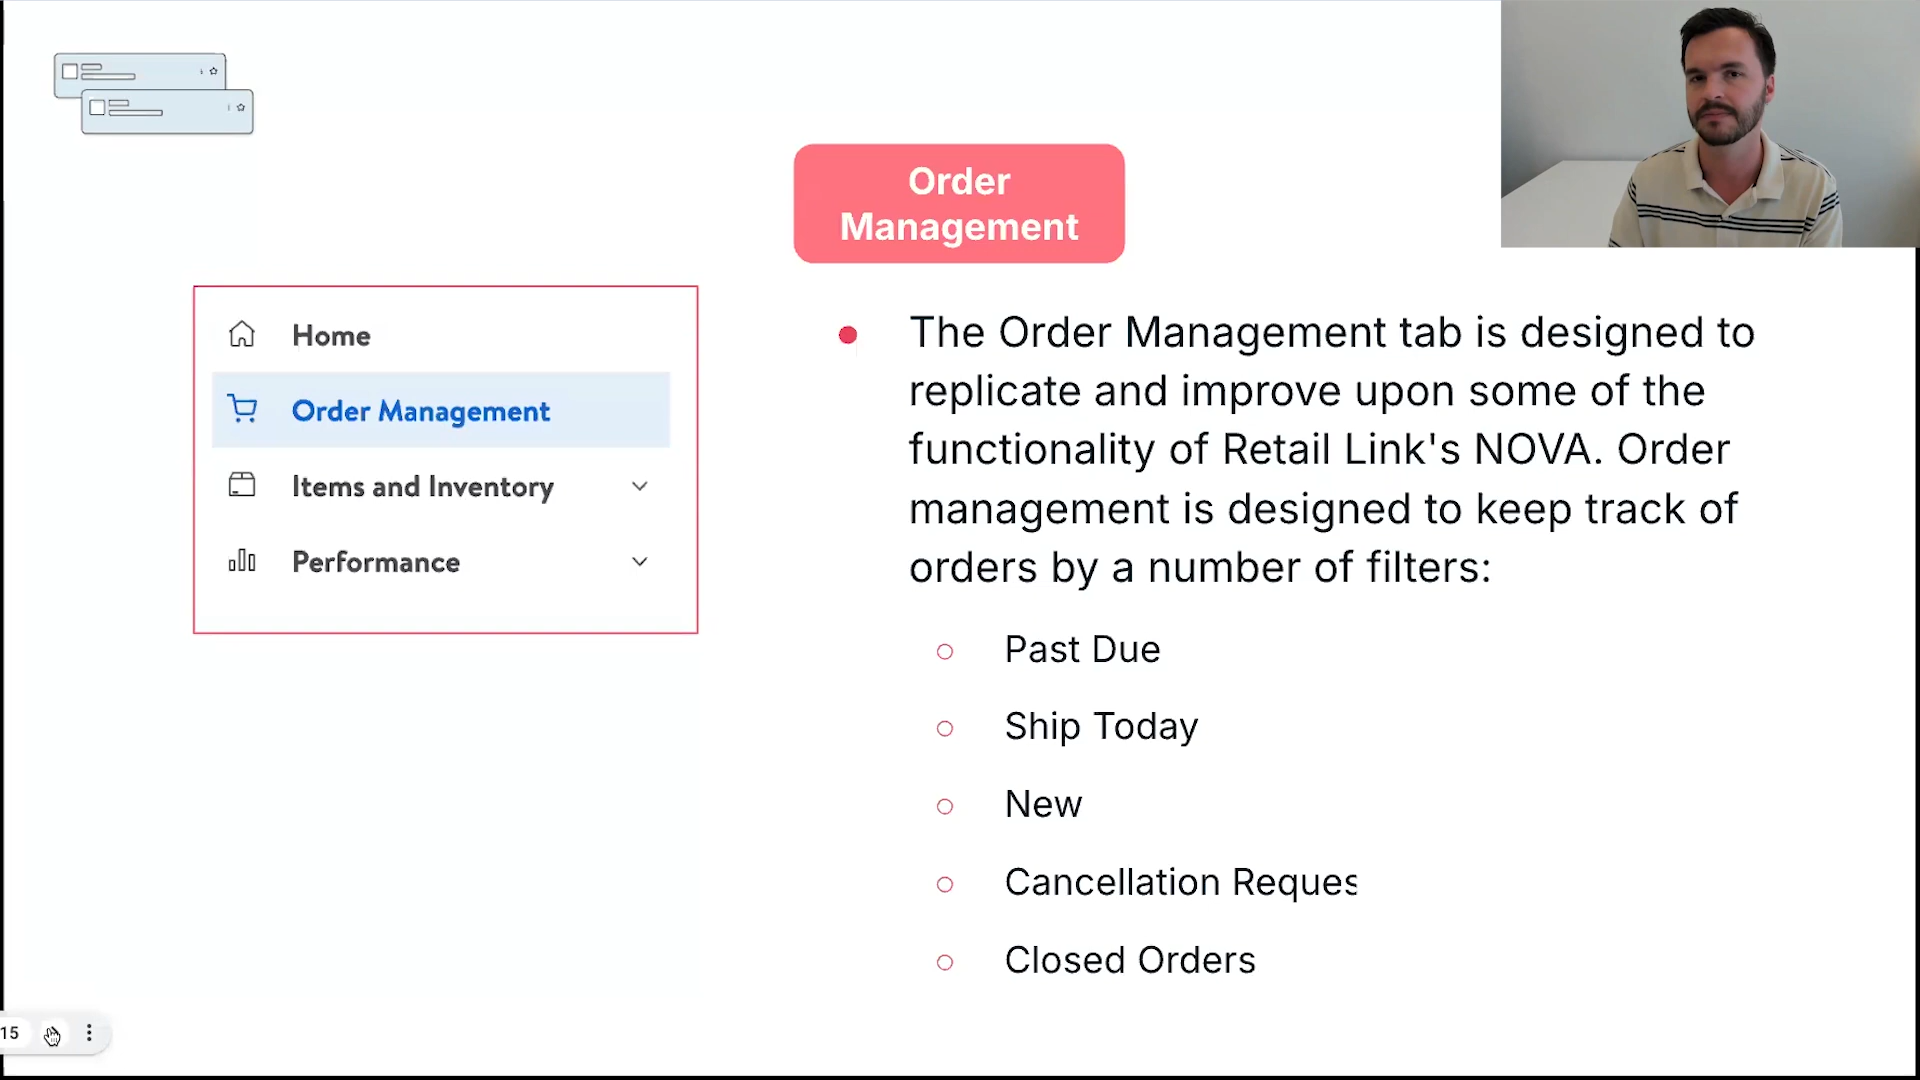 Order
Management
Home
Order Management
Items and Inventory
Performance
The Order Management tab is designed to
replicate and improve upon some of the
functionality of Retail Link's NOVA. Order
management is designed to keep track of
orders by a number of filters:
Past Due
Ship Today
New
Cancellation Reques
Closed Orders
15